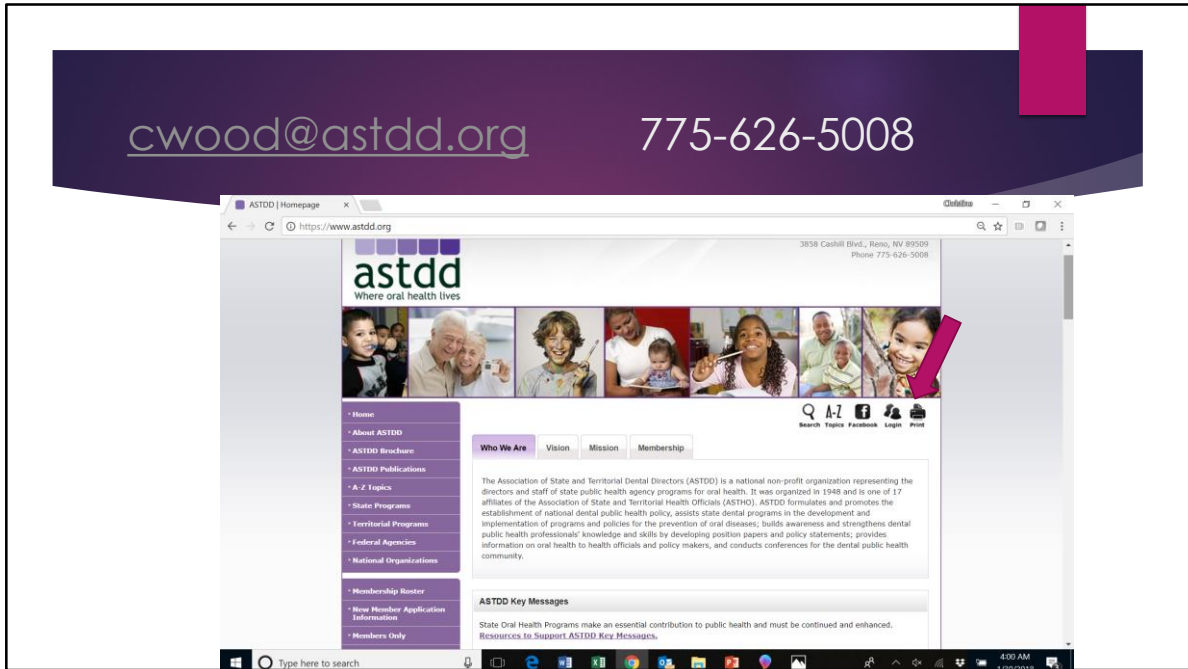 cwood@astdd.org 775-626-5008
ASTDD | Homepage
https://www.astdd.org
3858 Cashill Blvd., Reno, NV 89509
Phone 775-626-5008
astdd
Where oral health lives
Search Topics Facebook Login Print
A-Z
· Home
· About ASTDD
· ASTDD Brochure
· ASTDD Publications
· A-Z Topics
· State Programs
· Territorial Programs
· Federal Agencies
· National Organizations
· Membership Roster
· New Member Application
Information
· Members Only
Who We Are Vision Mission Membership
The Association of State and Territorial Dental Directors (ASTDD) is a national non-profit organization representing the
directors and staff of state public health agency programs for oral health. It was organized in 1948 and is one of 17
affiliates of the Association of State and Territorial Health Officials (ASTHO). ASTDD formulates and promotes the
establishment of national dental public health policy, assists state dental programs in the development and
implementation of programs and policies for the prevention of oral diseases; builds awareness and strengthens dental
public health professionals' knowledge and skills by developing position papers and policy statements; provides
information on oral health to health officials and policy makers, and conducts conferences for the dental public health
community.
ASTDD Key Messages
State Oral Health Programs make an essential contribution to public health and must be continued and enhanced.
Resources to Support ASTDD Key Messages.
Type here to search
4:00 AM